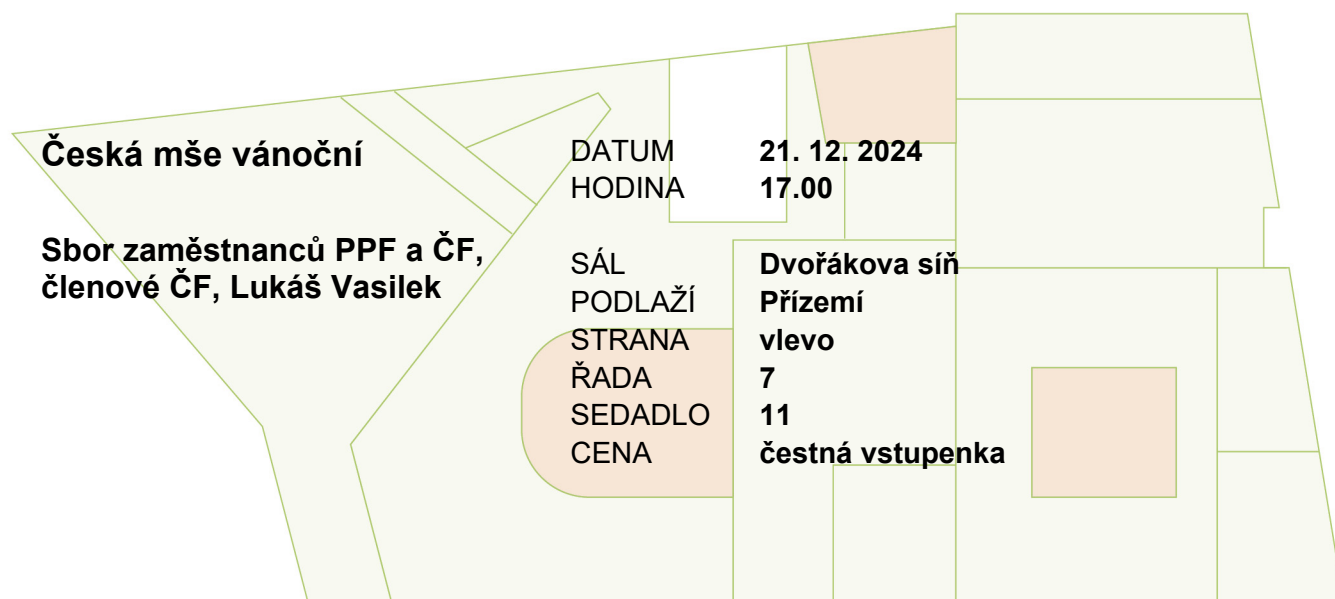 Česká mše vánoční
Sbor zaměstnanců PPF a ČF,
členové ČF, Lukáš Vasilek
DATUM 21. 12. 2024
HODINA 17.00
SÁL Dvořákova síň
PODLAŽÍ Přízemí
STRANA vlevo
ŘADA 7
SEDADLO 11
CENA čestná vstupenka